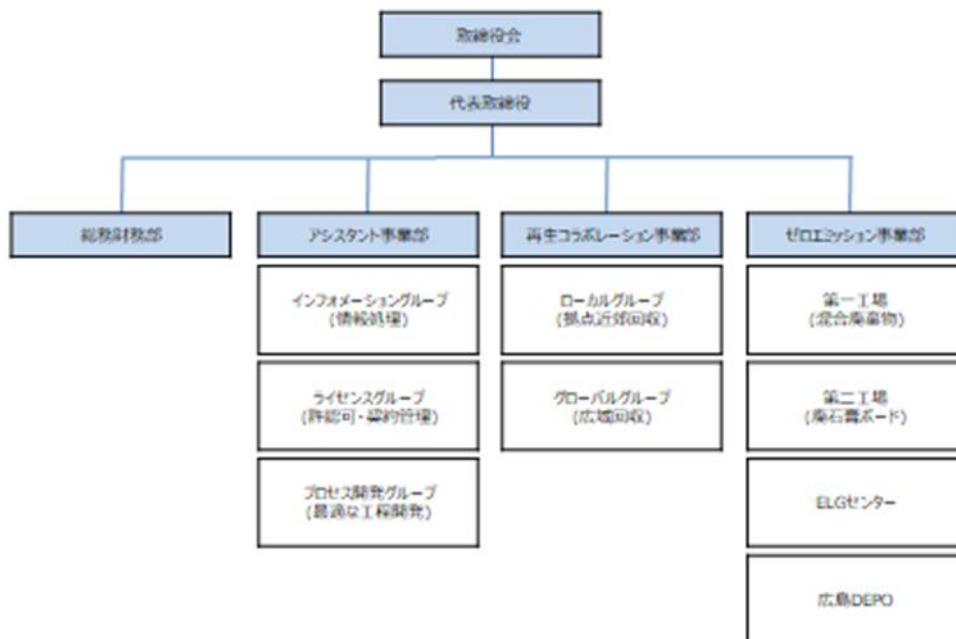 取締役会
代表取締役
総務財務部
アシスタント事業部
再生コラボレーション事業部
ゼロエミッション事業部
インフォメーショングループ
(情報処理)
ライセンスグループ
(許認可・契約管理)
プロセス開発グループ
(最適な工程開発)
ローカルグループ
(拠点近郊回収)
グローバルグループ
(広域回収)
第一工場
(混合廃棄物)
第二工場
(廃石膏ボード)
ELGセンター
広島DEPO